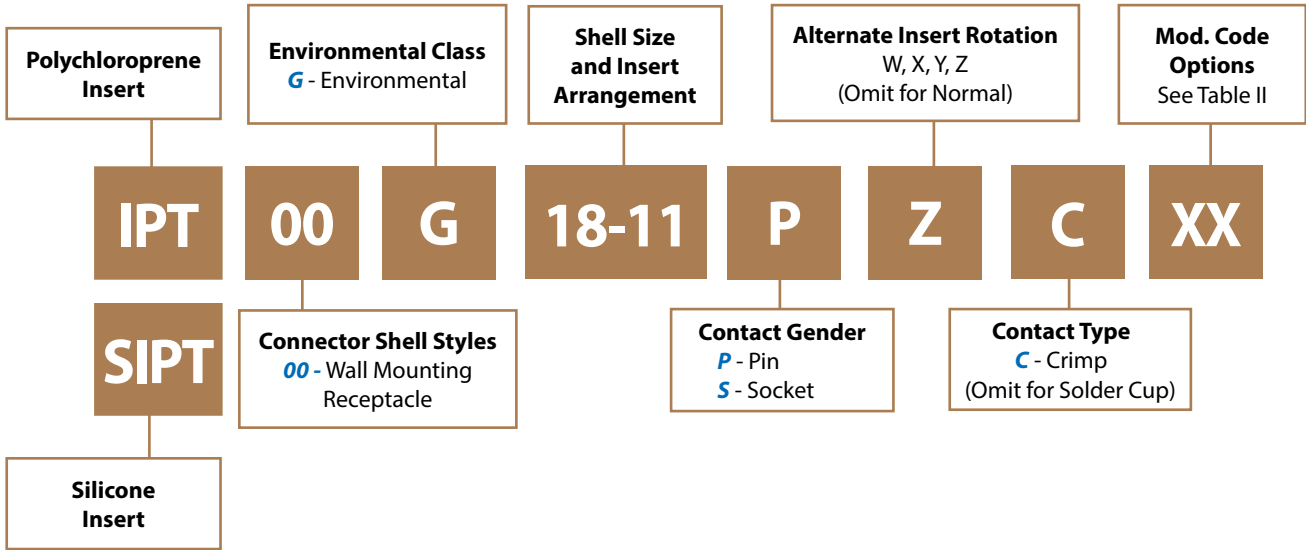 Polychloroprene
Insert
Environmental Class
G - Environmental
Shell Size
and Insert
Arrangement
Alternate Insert Rotation
W, X, Y, Z
(Omit for Normal)
Mod. Code
Options
See Table II
IPT
00
G
18-11
P
Z
C
XX
SIPT
Connector Shell Styles
00 - Wall Mounting
Receptacle
Contact Gender
P - Pin
S - Socket
Contact Type
C - Crimp
(Omit for Solder Cup)
Silicone
Insert